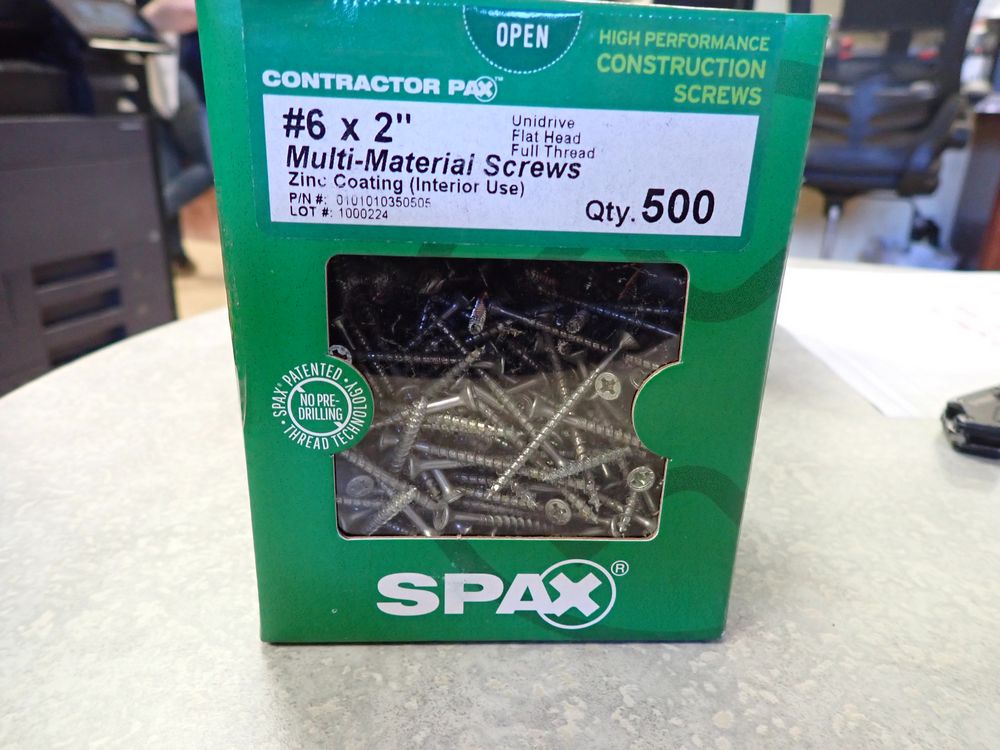 OPEN
HIGH PERFORMANCE
CONSTRUCTION
SCREWS
CONTRACTOR PAX™
#6 x 2"
Unidrive
Flat Head
Full Thread
Multi-Material Screws
Zinc Coating (Interior Use)
P/N #: 0101010350505
LOT #: 1000224
Qty. 500
SPAX® PATENTED • THREAD TECHNOLOGY •
NO PRE-
DRILLING
SPAX®